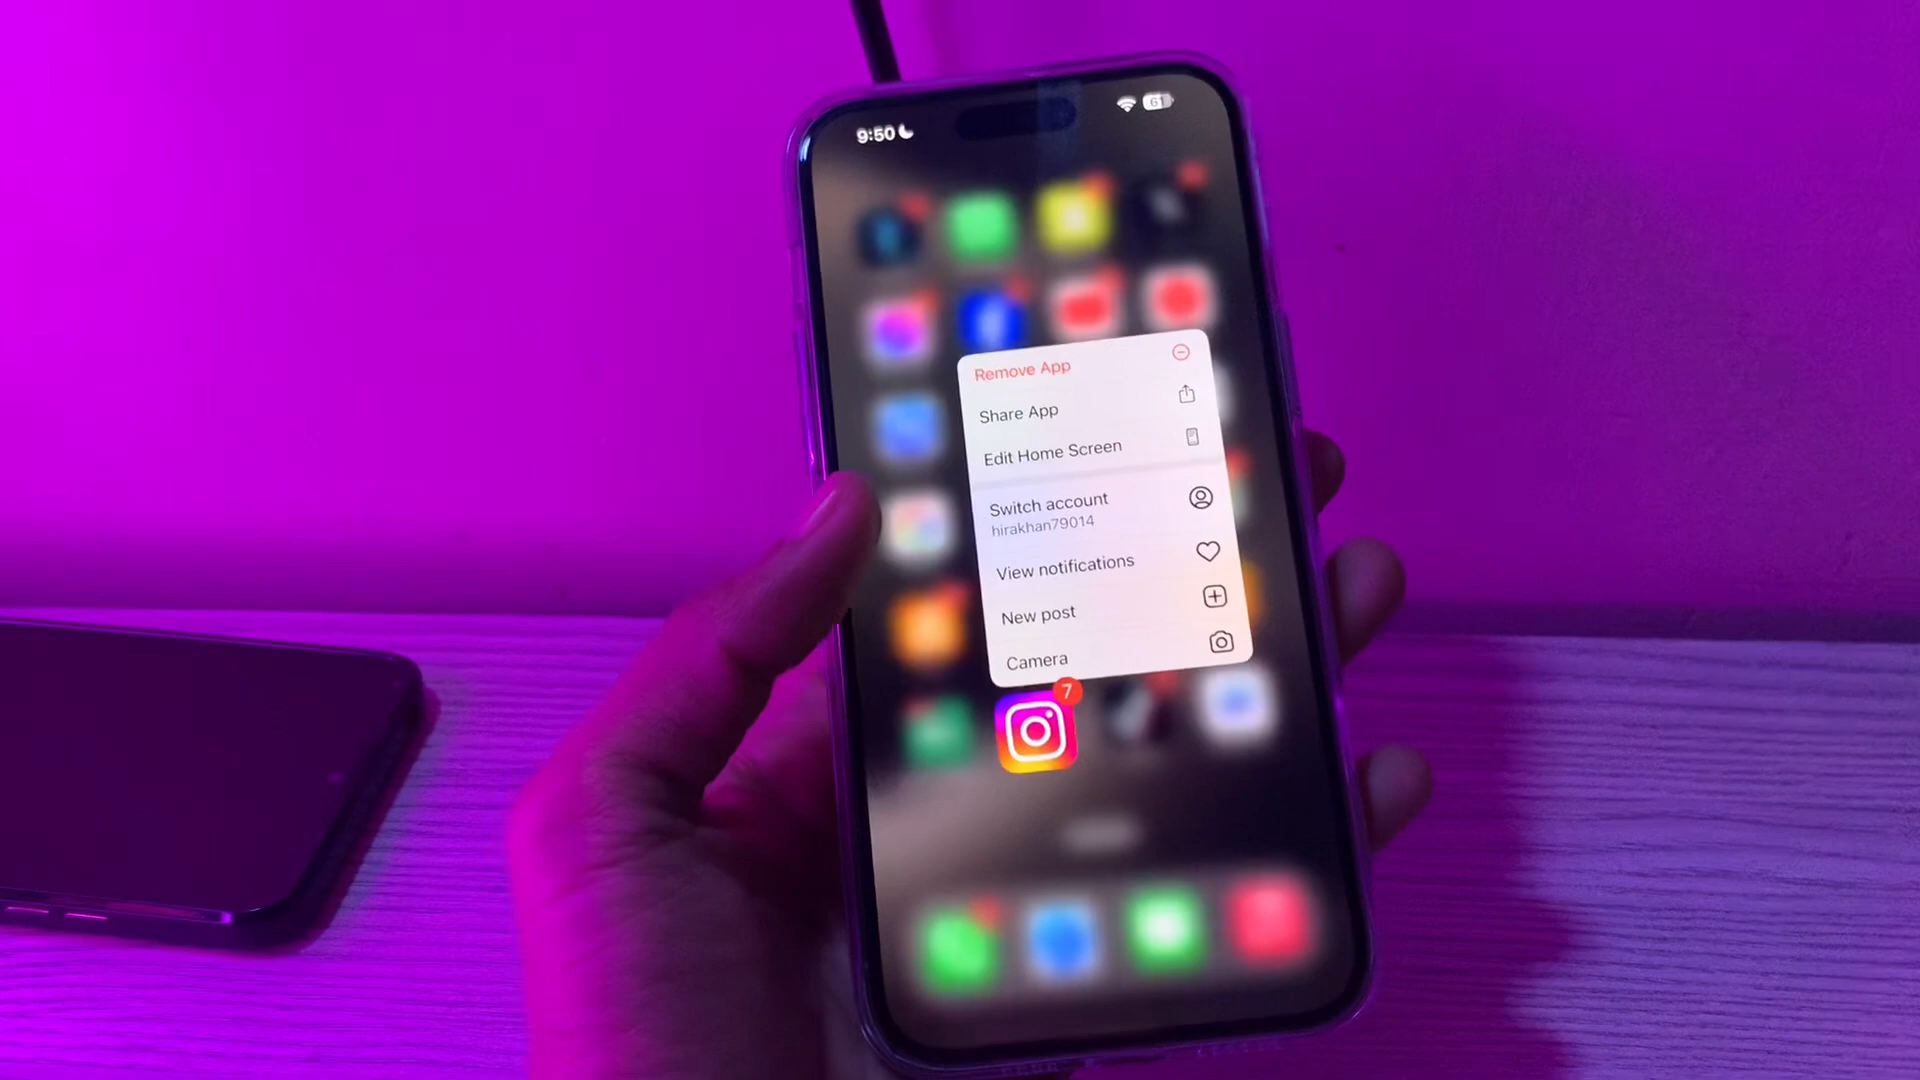 9:50
61
Remove App
Share App
Edit Home Screen
Switch account
hirakhan79014
View notifications
New post
Camera
7